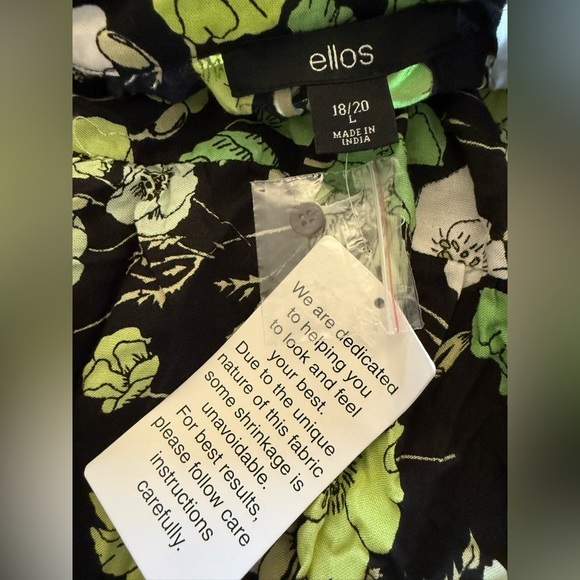 ellos
18/20
L
MADE IN
INDIA
We are dedicated
to helping you
to look and feel
your best.
Due to the unique
nature of this fabric
some shrinkage is
unavoidable.
For best results,
please follow care
instructions
carefully.